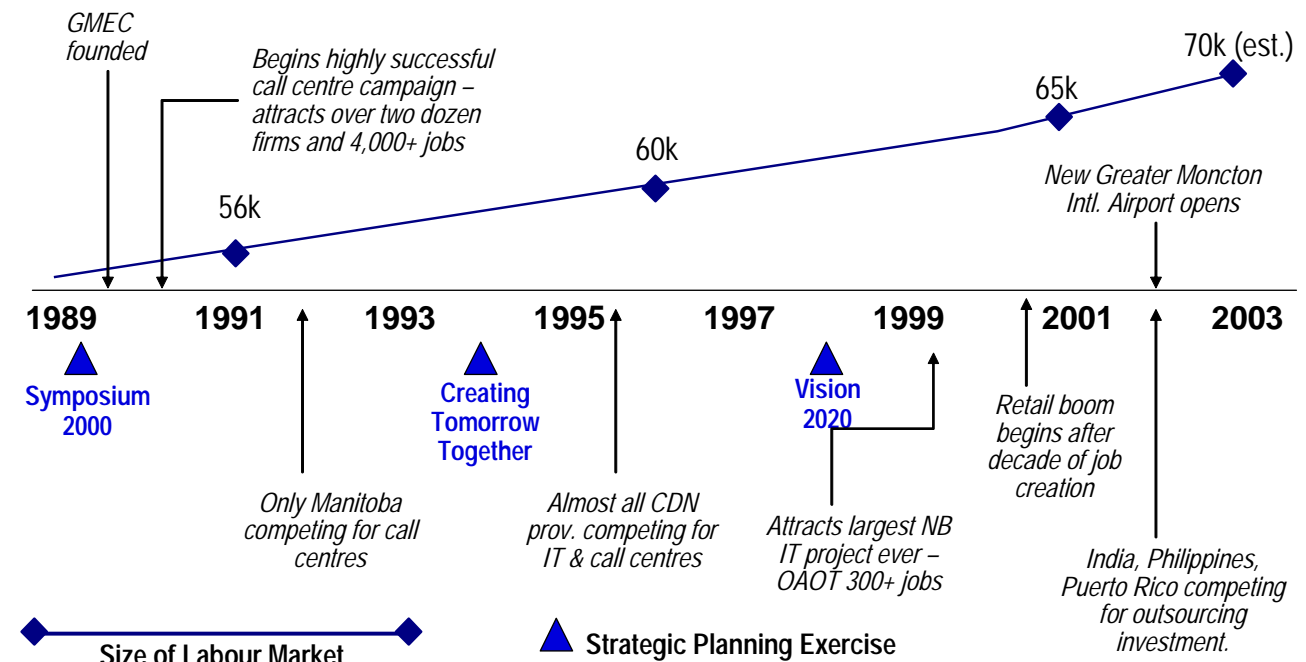 GMEC
founded
Begins highly successful
call centre campaign –
attracts over two dozen
firms and 4,000+ jobs
56k
60k
65k
70k (est.)
New Greater Moncton
Intl. Airport opens
1989 1991 1993 1995 1997 1999 2001 2003
Symposium
2000
Creating
Tomorrow
Together
Vision
2020
Only Manitoba
competing for call
centres
Almost all CDN
prov. competing for
IT & call centres
Attracts largest NB
IT project ever –
OAOT 300+ jobs
Retail boom
begins after
decade of job
creation
India, Philippines,
Puerto Rico competing
for outsourcing
investment.
Size of Labour Market
Strategic Planning Exercise